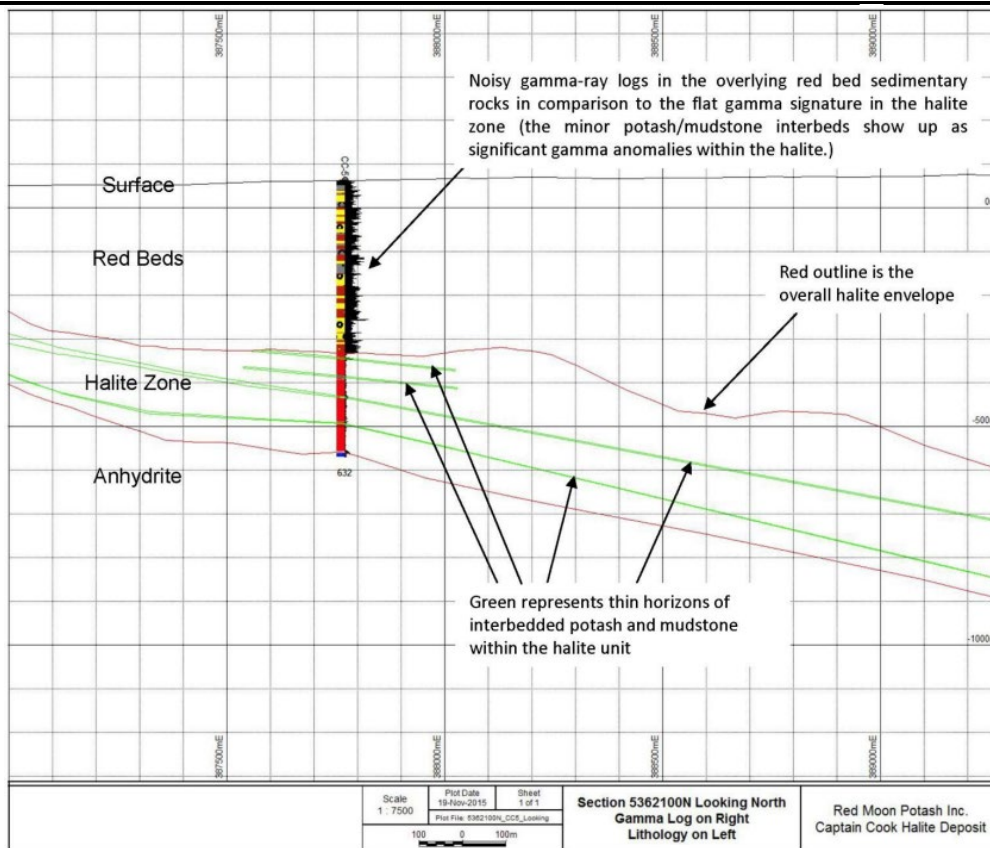 387500mE
388000mE
388500mE
389000mE
Noisy gamma-ray logs in the overlying red bed sedimentary
rocks in comparison to the flat gamma signature in the halite
zone (the minor potash/mudstone interbeds show up as
significant gamma anomalies within the halite.)
Surface
0
Red Beds
Red outline is the
overall halite envelope
Halite Zone
-500
Anhydrite
632
Green represents thin horizons of
interbedded potash and mudstone
within the halite unit
-1000
387500mE
388000mE
388500mE
389000mE
Scale
1 : 7500
Plot Date
19-Nov-2015
Sheet
1 of 1
Plot File: 5362100N_CC5_Looking
100 0 100m
Section 5362100N Looking North
Gamma Log on Right
Lithology on Left
Red Moon Potash Inc.
Captain Cook Halite Deposit